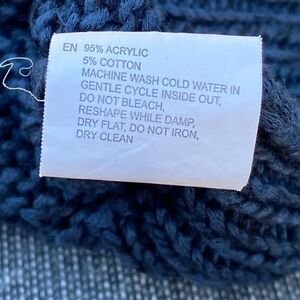 EN 95% ACRYLIC
5% COTTON
MACHINE WASH COLD WATER IN
GENTLE CYCLE INSIDE OUT,
DO NOT BLEACH,
RESHAPE WHILE DAMP,
DRY FLAT, DO NOT IRON,
DRY CLEAN